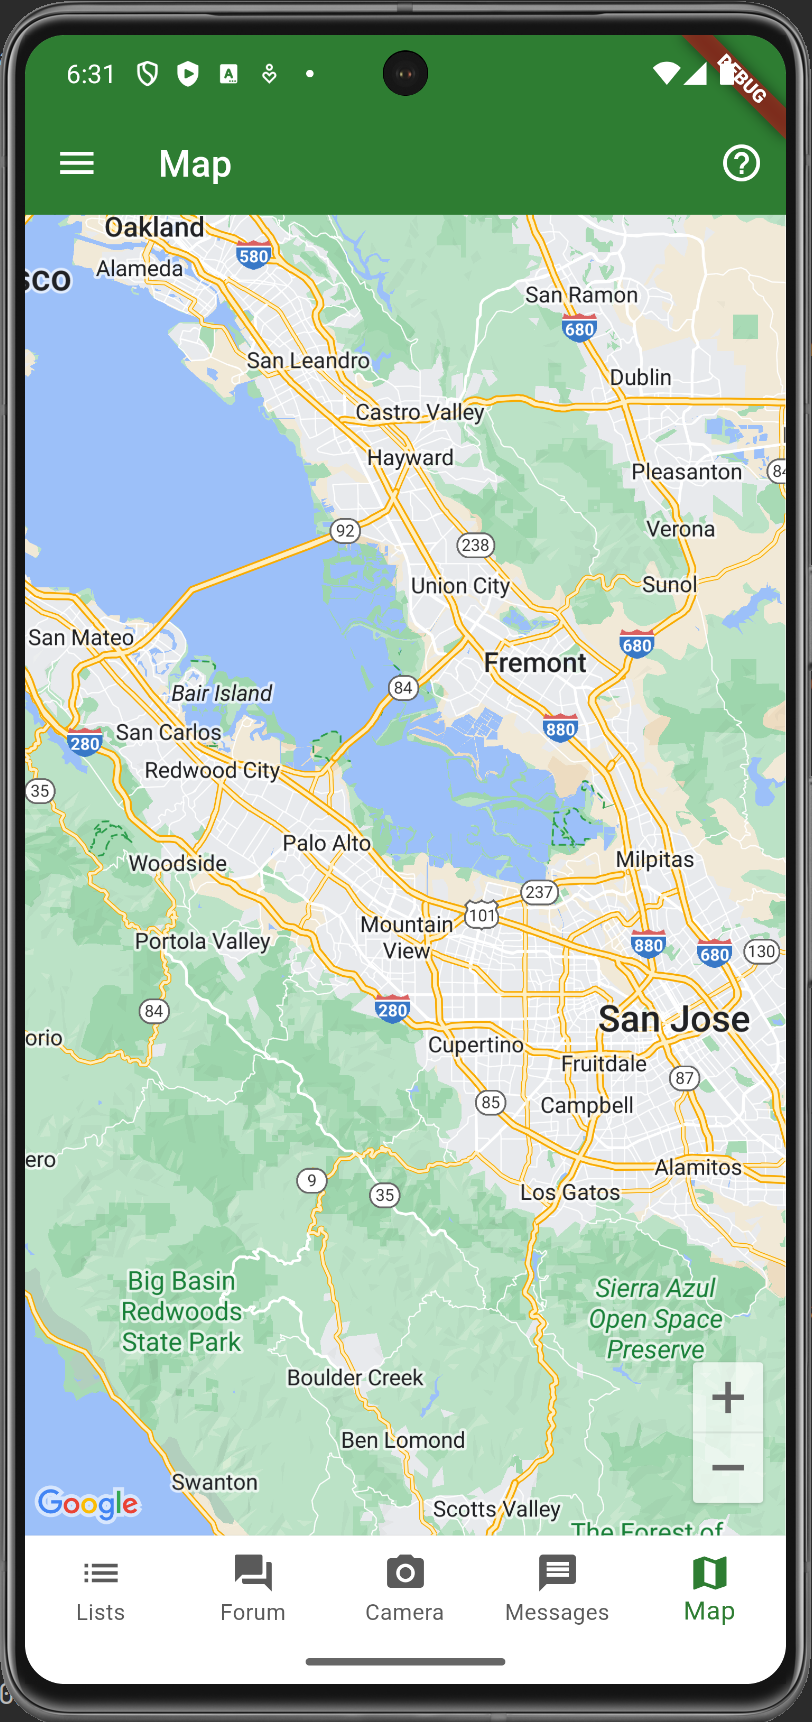 6:31
DEBUG
Map
Oakland
580
Alameda
sco
San Ramon
680
San Leandro
Dublin
Castro Valley
Hayward
Pleasanton
84
92
Verona
238
Union City
Sunol
San Mateo
680
Fremont
Bair Island
84
San Carlos
880
280
Redwood City
35
Palo Alto
Woodside
Milpitas
237
101
Mountain
View
Portola Valley
880
680
130
84
280
San Jose
orio
Cupertino
Fruitdale
87
85
Campbell
ero
Alamitos
9
35
Los Gatos
Big Basin
Redwoods
State Park
Sierra Azul
Open Space
Preserve
Boulder Creek
+
Ben Lomond
−
Swanton
Google
Scotts Valley
The Forest of
Lists
Forum
Camera
Messages
Map